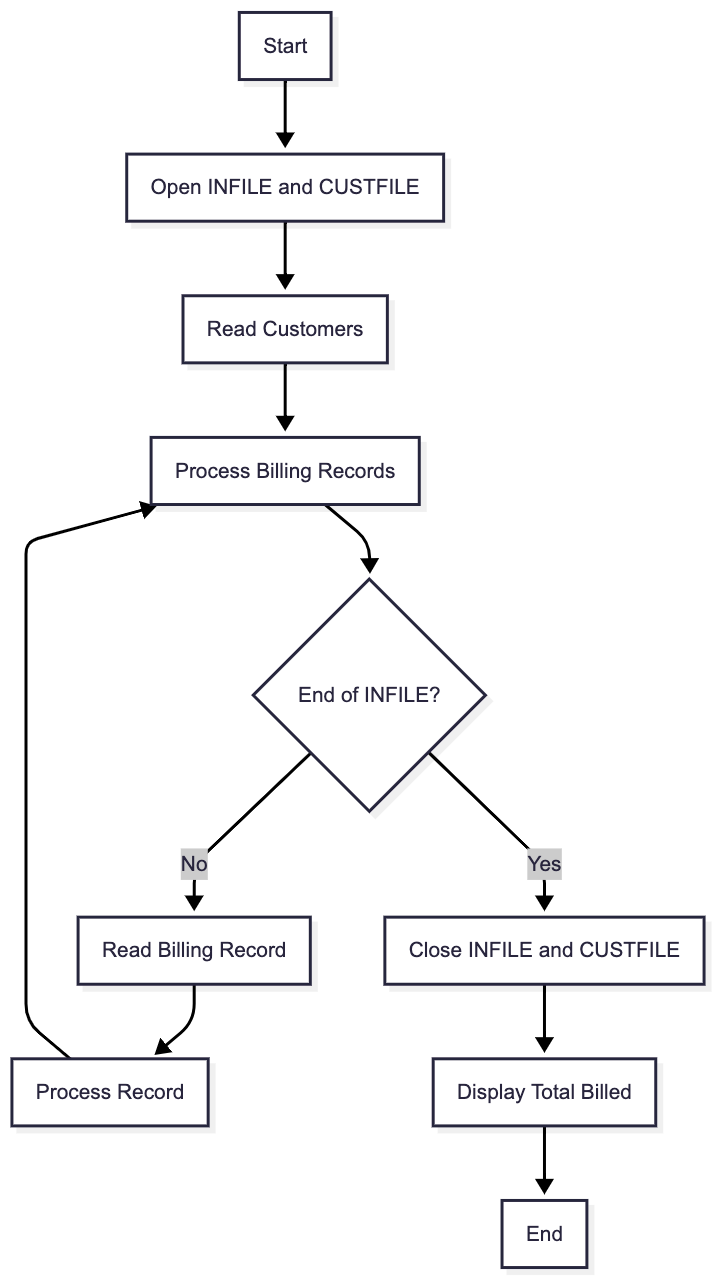 Start
Open INFILE and CUSTFILE
Read Customers
Process Billing Records
End of INFILE?
No
Yes
Read Billing Record
Close INFILE and CUSTFILE
Process Record
Display Total Billed
End